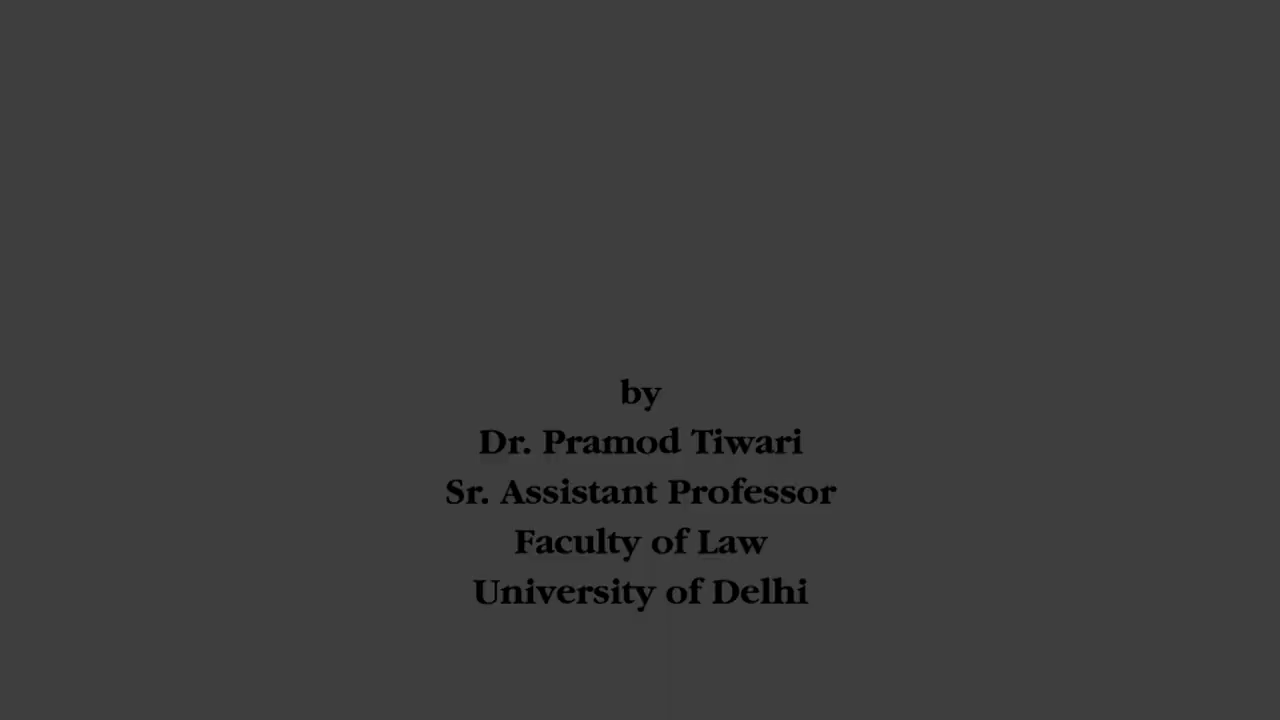 by
Dr. Pramod Tiwari
Sr. Assistant Professor
Faculty of Law
University of Delhi